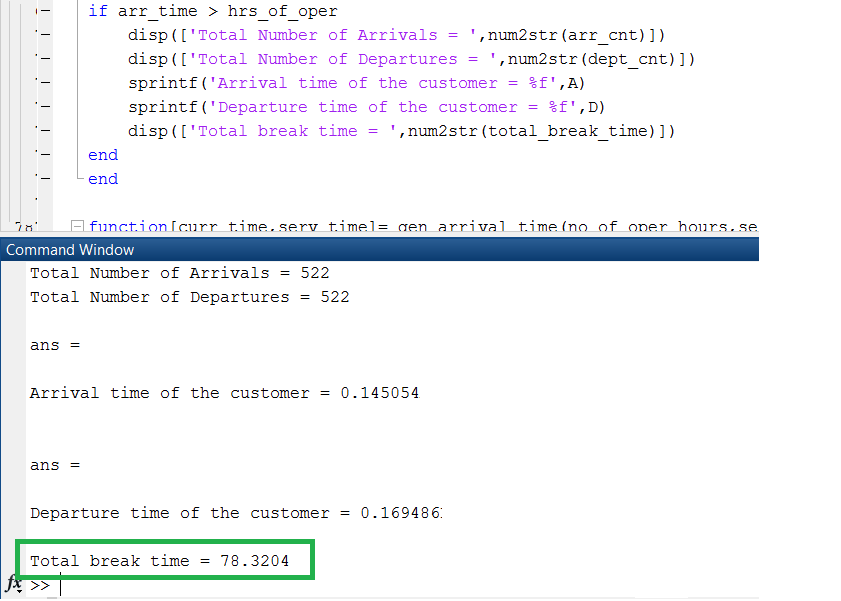 if arr_time > hrs_of_oper
disp(['Total Number of Arrivals = ',num2str(arr_cnt)])
disp(['Total Number of Departures = ',num2str(dept_cnt)])
sprintf('Arrival time of the customer = %f',A)
sprintf('Departure time of the customer = %f',D)
disp(['Total break time = ',num2str(total_break_time)])
end
end
78 function[curr_time,serv_time]= gen_arrival_time(no_of_oper_hours,se
Command Window
Total Number of Arrivals = 522
Total Number of Departures = 522
ans =
Arrival time of the customer = 0.145054
ans =
Departure time of the customer = 0.169486
Total break time = 78.3204
fx >>